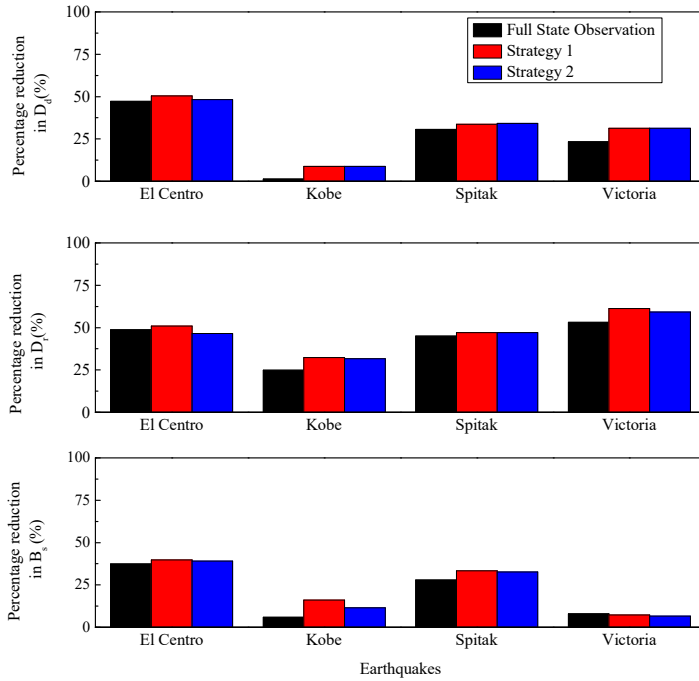 Percentage reduction
in D_d(%)
100
75
50
25
0
Full State Observation
Strategy 1
Strategy 2
El Centro Kobe Spitak Victoria
Percentage reduction
in D_r(%)
100
75
50
25
0
El Centro Kobe Spitak Victoria
Percentage reduction
in B_s(%)
100
75
50
25
0
El Centro Kobe Spitak Victoria
Earthquakes